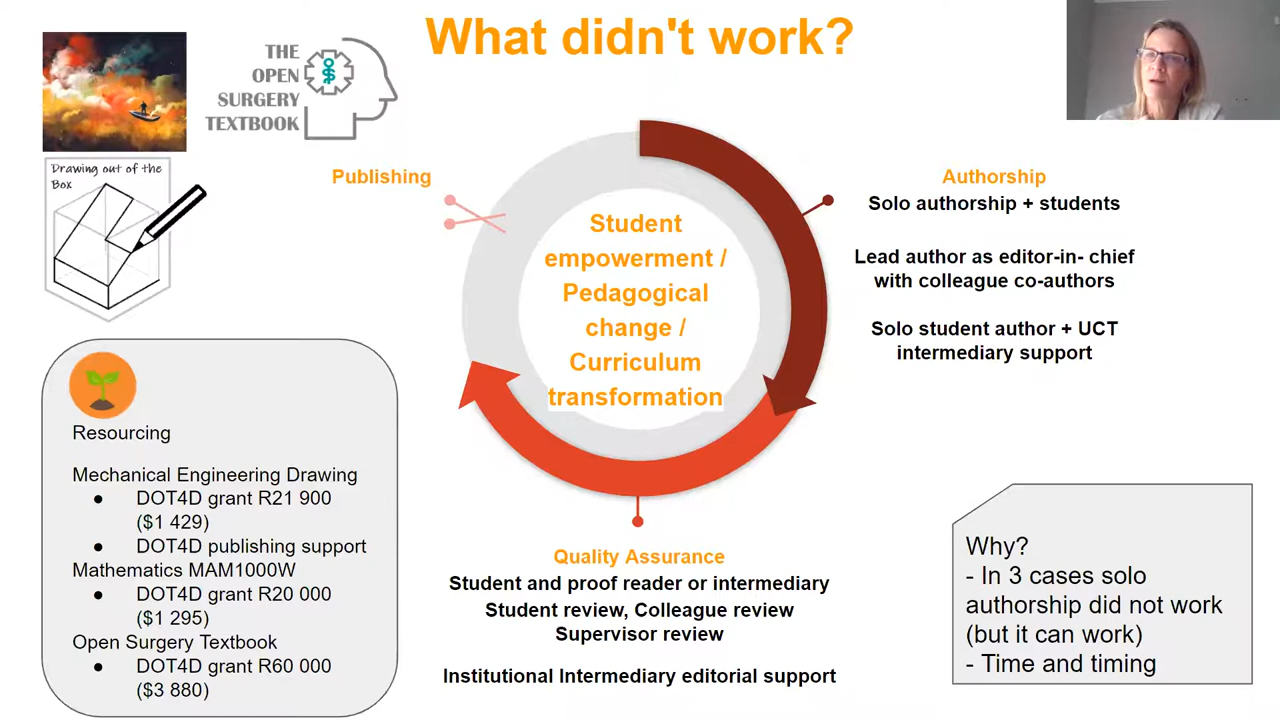 What didn't work?
THE
OPEN
SURGERY
TEXTBOOK
Drawing out of the
Box
Publishing
Student
empowerment /
Pedagogical
change /
Curriculum
transformation
Authorship
Solo authorship + students
Lead author as editor-in- chief
with colleague co-authors
Solo student author + UCT
intermediary support
Resourcing
Mechanical Engineering Drawing
● DOT4D grant R21 900
($1 429)
● DOT4D publishing support
Mathematics MAM1000W
● DOT4D grant R20 000
($1 295)
Open Surgery Textbook
● DOT4D grant R60 000
($3 880)
Quality Assurance
Student and proof reader or intermediary
Student review, Colleague review
Supervisor review
Institutional Intermediary editorial support
Why?
- In 3 cases solo
authorship did not work
(but it can work)
- Time and timing